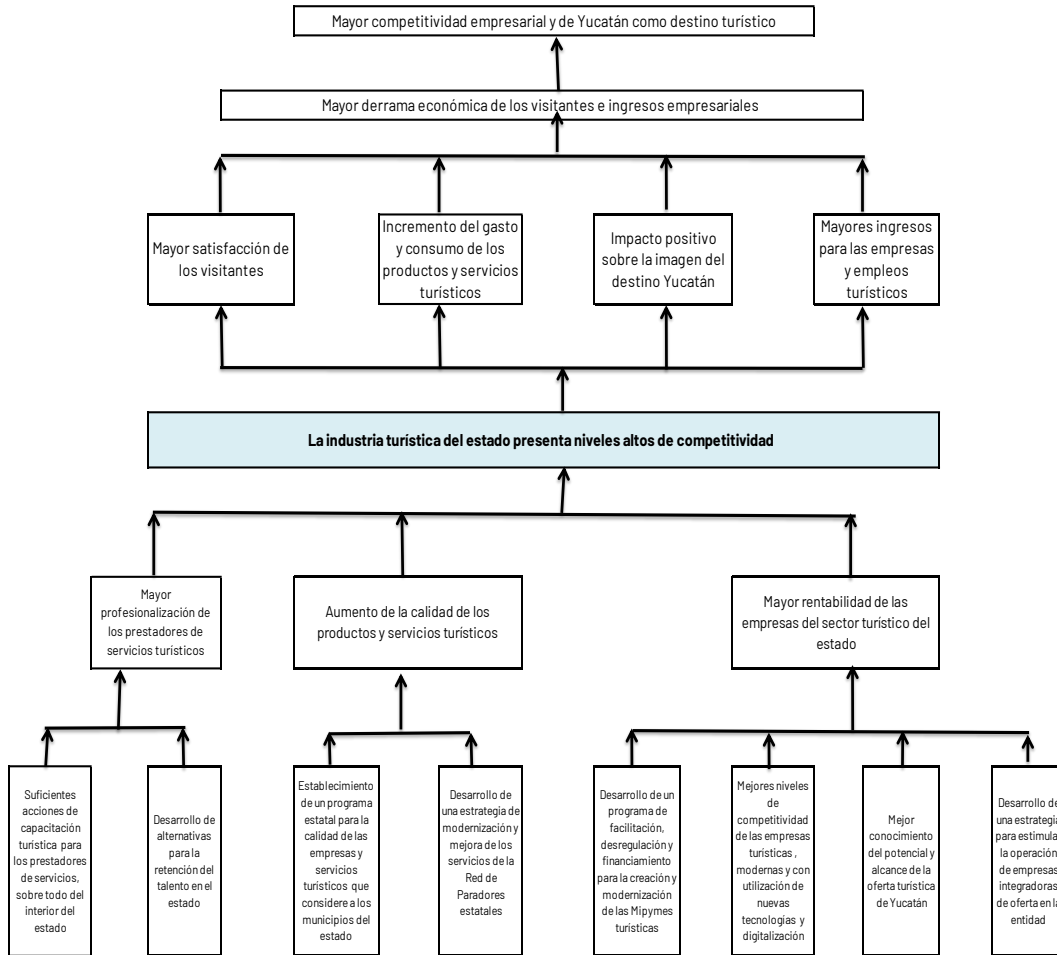 Mayor competitividad empresarial y de Yucatán como destino turístico
Mayor derrama económica de los visitantes e ingresos empresariales
Mayor satisfacción de
los visitantes
Incremento del gasto
y consumo de los
productos y servicios
turísticos
Impacto positivo
sobre la imagen del
destino Yucatán
Mayores ingresos
para las empresas
y empleos
turísticos
La industria turística del estado presenta niveles altos de competitividad
Mayor
profesionalización de
los prestadores de
servicios turísticos
Aumento de la calidad de los
productos y servicios turísticos
Mayor rentabilidad de las
empresas del sector turístico del
estado
Suficientes
acciones de
capacitación
turística para
los prestadores
de servicios,
sobre todo del
interior del
estado
Desarrollo de
alternativas
para la
retención del
talento en el
estado
Establecimiento
de un programa
estatal para la
calidad de las
empresas y
servicios
turísticos que
considere a los
municipios del
estado
Desarrollo de
una estrategia de
modernización y
mejora de los
servicios de la
Red de
Paradores
estatales
Desarrollo de un
programa de
facilitación,
desregulación y
financiamiento
para la creación y
modernización
de las Mipymes
turísticas
Mejores niveles
de
competitividad
de las empresas
turísticas ,
modernas y con
utilización de
nuevas
tecnologías y
digitalización
Mejor
conocimiento
del potencial y
alcance de la
oferta turística
de Yucatán
Desarrollo de
una estrategia
para estimular
la operación
de empresas
integradoras
de oferta en la
entidad